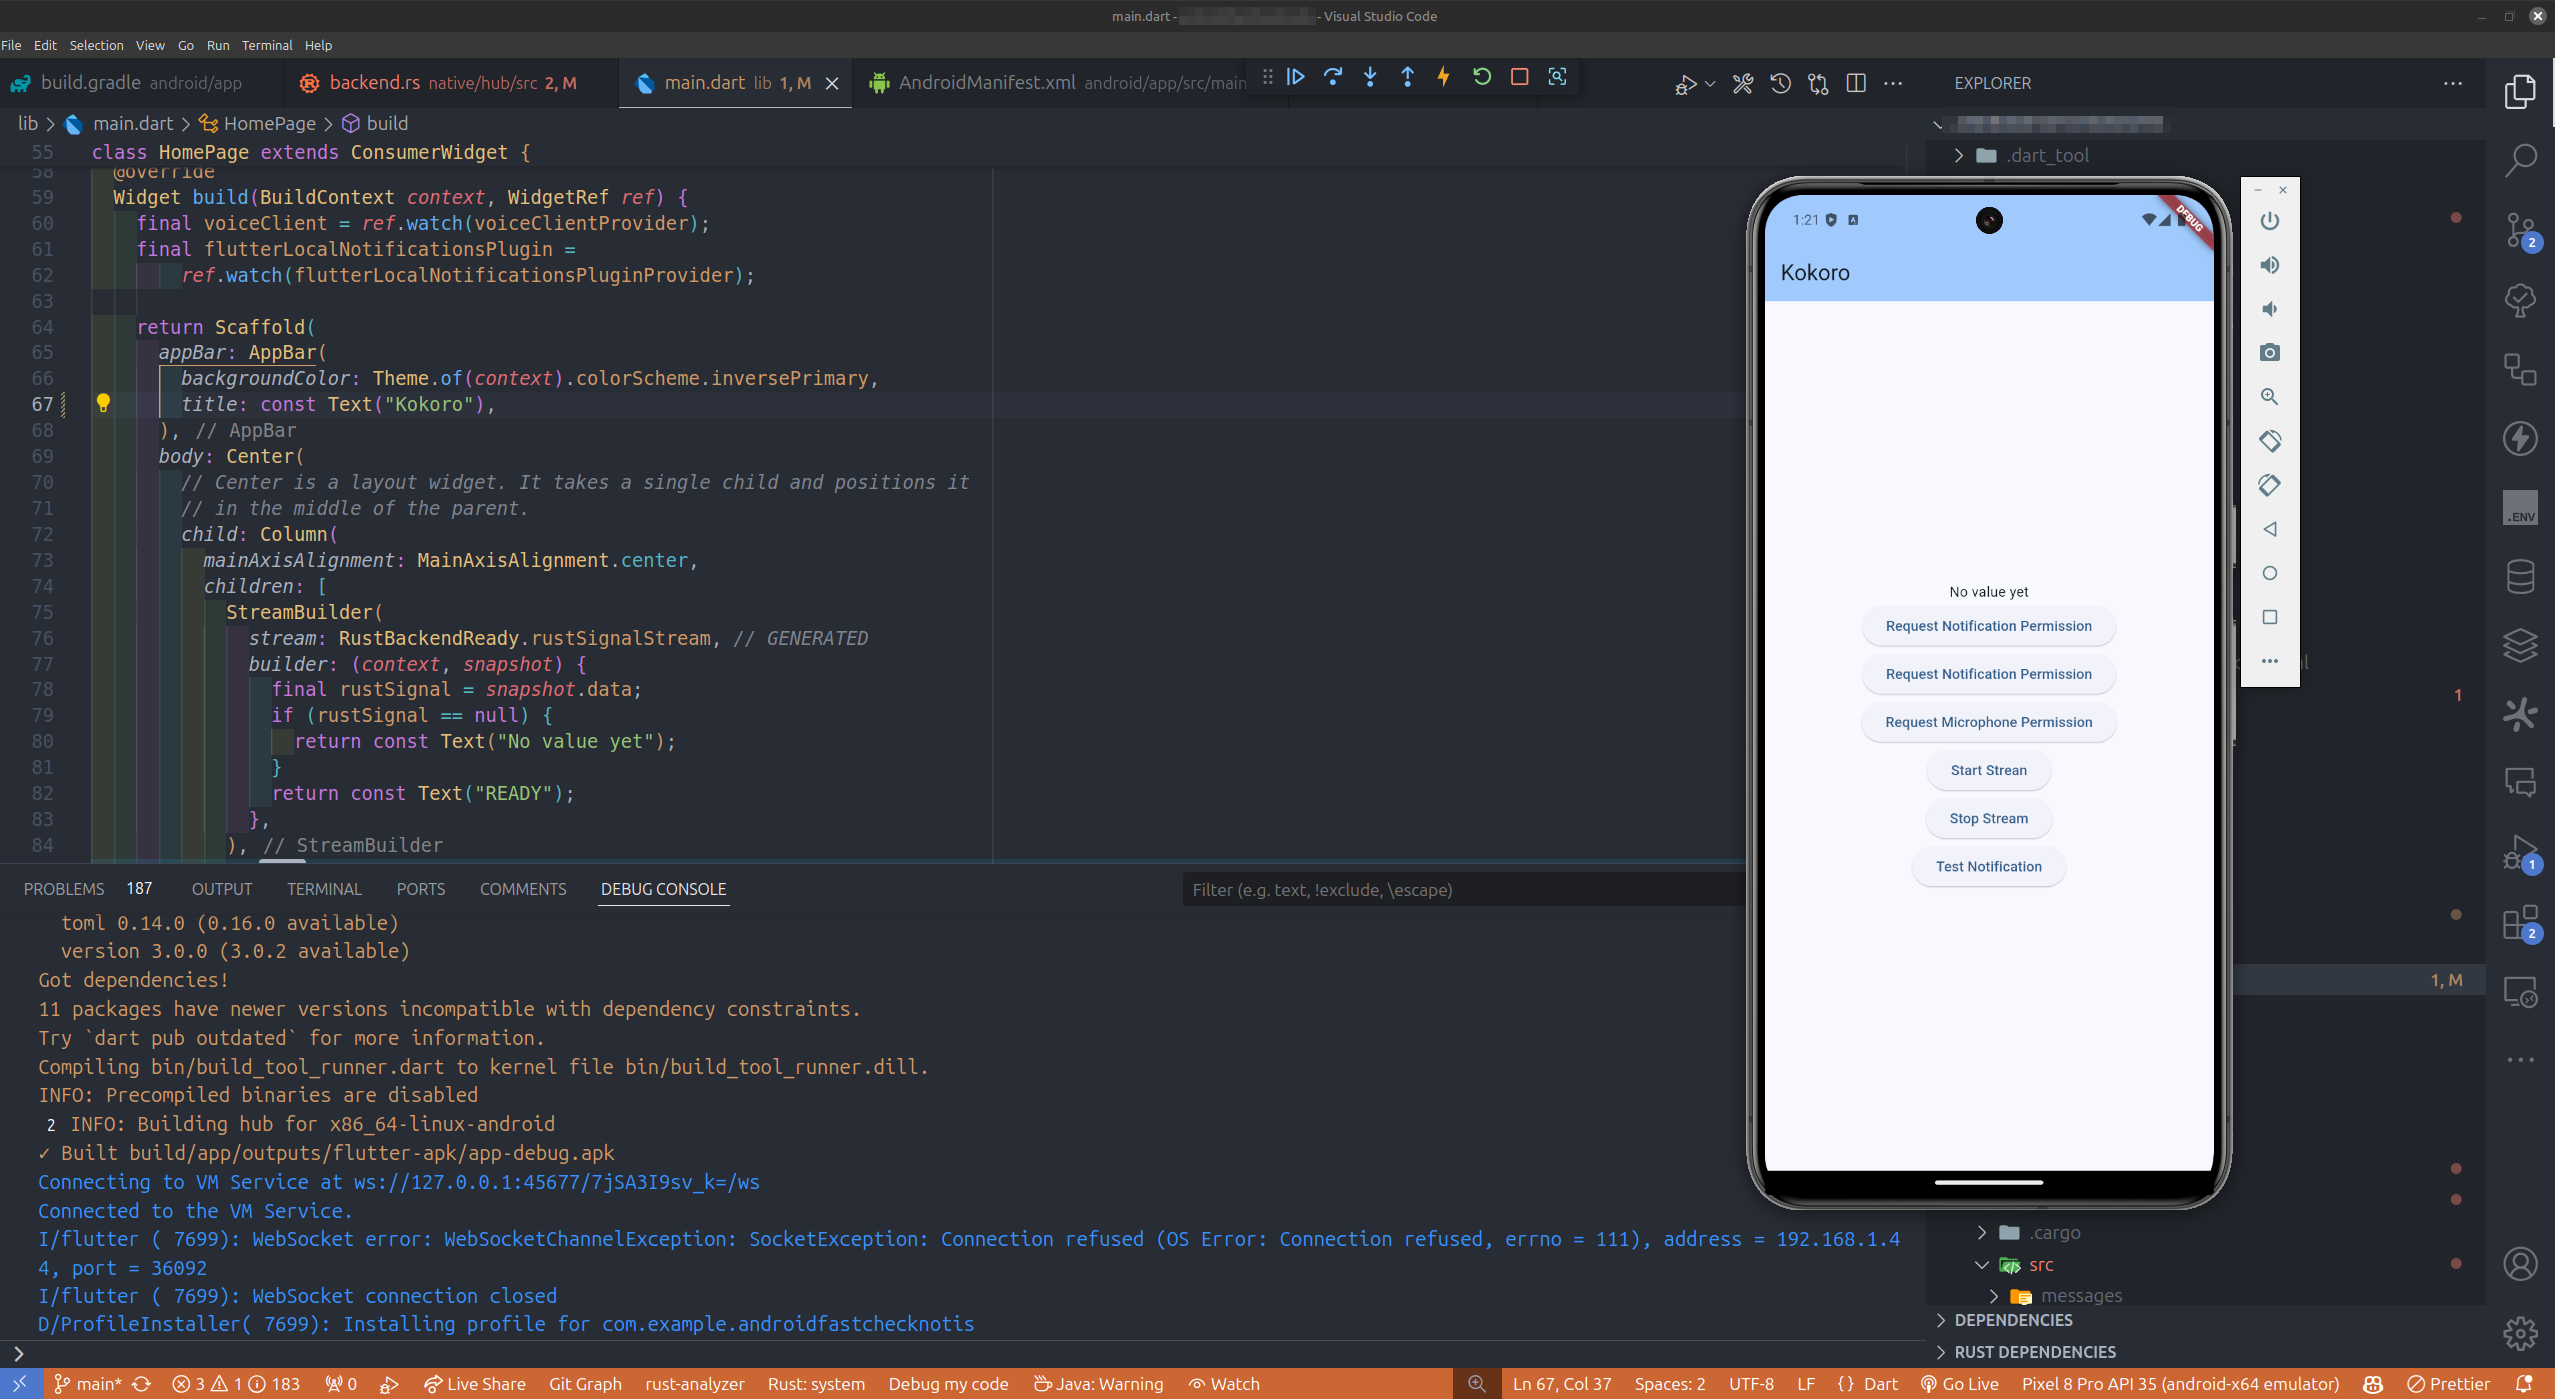 main.dart - - Visual Studio Code
File Edit Selection View Go Run Terminal Help
build.gradle android/app backend.rs native/hub/src 2, M main.dart lib 1, M AndroidManifest.xml android/app/src/main EXPLORER
lib > main.dart > HomePage > build
55 class HomePage extends ConsumerWidget {
.dart_tool
58 @override
59 Widget build(BuildContext context, WidgetRef ref) {
60 final voiceClient = ref.watch(voiceClientProvider);
61 final flutterLocalNotificationsPlugin =
62 ref.watch(flutterLocalNotificationsPluginProvider);
63
64 return Scaffold(
65 appBar: AppBar(
66 backgroundColor: Theme.of(context).colorScheme.inversePrimary,
67 title: const Text("Kokoro"),
68 ), // AppBar
69 body: Center(
70 // Center is a layout widget. It takes a single child and positions it
71 // in the middle of the parent.
72 child: Column(
73 mainAxisAlignment: MainAxisAlignment.center,
74 children: [
75 StreamBuilder(
76 stream: RustBackendReady.rustSignalStream, // GENERATED
77 builder: (context, snapshot) {
78 final rustSignal = snapshot.data;
79 if (rustSignal == null) {
80 return const Text("No value yet");
81 }
82 return const Text("READY");
83 },
84 ), // StreamBuilder
PROBLEMS 187 OUTPUT TERMINAL PORTS COMMENTS DEBUG CONSOLE Filter (e.g. text, !exclude, \escape)
toml 0.14.0 (0.16.0 available)
version 3.0.0 (3.0.2 available)
Got dependencies!
11 packages have newer versions incompatible with dependency constraints.
Try `dart pub outdated` for more information.
Compiling bin/build_tool_runner.dart to kernel file bin/build_tool_runner.dill.
INFO: Precompiled binaries are disabled
2 INFO: Building hub for x86_64-linux-android
✓ Built build/app/outputs/flutter-apk/app-debug.apk
Connecting to VM Service at ws://127.0.0.1:45677/7jSA3I9sv_k=/ws
Connected to the VM Service.
I/flutter ( 7699): WebSocket error: WebSocketChannelException: SocketException: Connection refused (OS Error: Connection refused, errno = 111), address = 192.168.1.4
4, port = 36092
I/flutter ( 7699): WebSocket connection closed
D/ProfileInstaller( 7699): Installing profile for com.example.androidfastchecknotis
1:21
DEBUG
Kokoro
No value yet
Request Notification Permission
Request Notification Permission
Request Microphone Permission
Start Strean
Stop Stream
Test Notification
1
1, M
.cargo
src
messages
DEPENDENCIES
RUST DEPENDENCIES
2
.ENV
1
2
main* 3 1 183 0 Live Share Git Graph rust-analyzer Rust: system Debug my code Java: Warning Watch Ln 67, Col 37 Spaces: 2 UTF-8 LF {} Dart Go Live Pixel 8 Pro API 35 (android-x64 emulator) Prettier